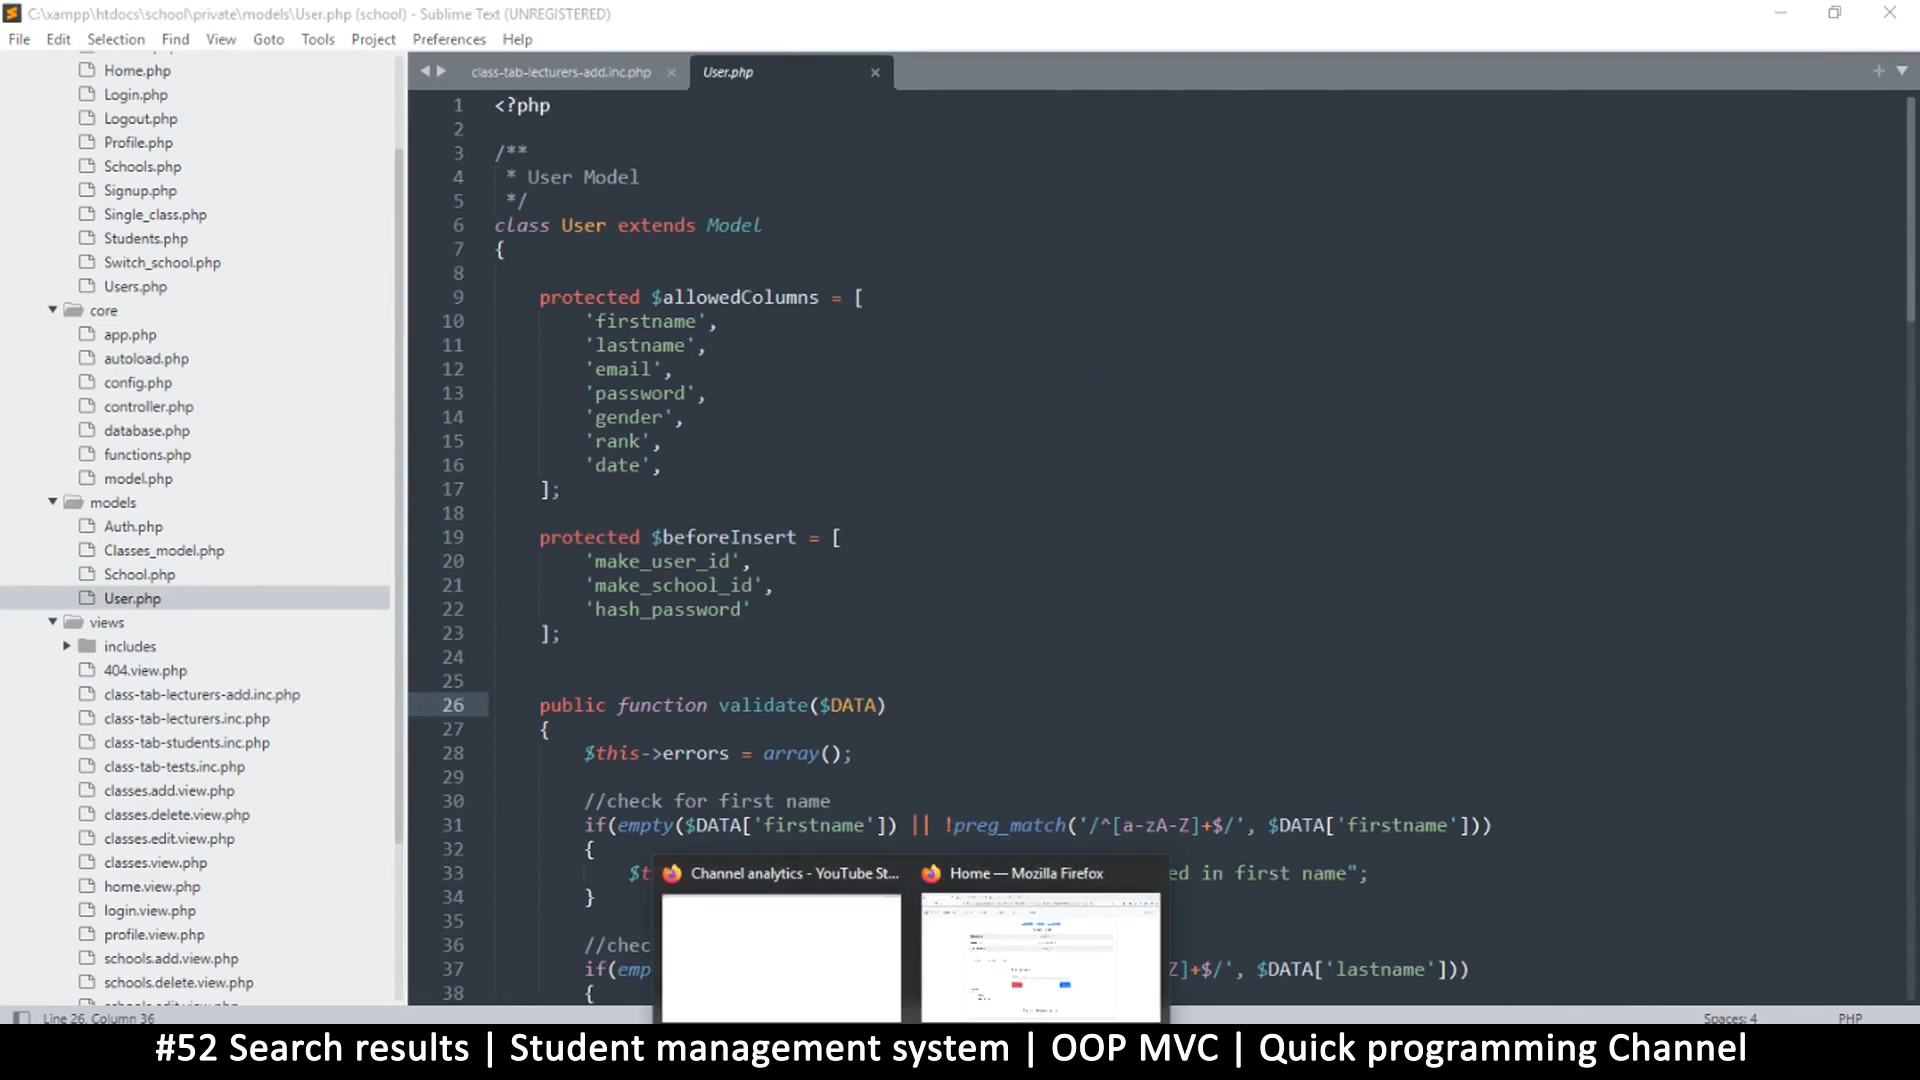 C:\xampp\htdocs\school\private\models\User.php (school) - Sublime Text (UNREGISTERED)
File Edit Selection Find View Goto Tools Project Preferences Help
Home.php
Login.php
Logout.php
Profile.php
Schools.php
Signup.php
Single_class.php
Students.php
Switch_school.php
Users.php
core
app.php
autoload.php
config.php
controller.php
database.php
functions.php
model.php
models
Auth.php
Classes_model.php
School.php
User.php
views
includes
404.view.php
class-tab-lecturers-add.inc.php
class-tab-lecturers.inc.php
class-tab-students.inc.php
class-tab-tests.inc.php
classes.add.view.php
classes.delete.view.php
classes.edit.view.php
classes.view.php
home.view.php
login.view.php
profile.view.php
schools.add.view.php
schools.delete.view.php
schools.edit.view.php
class-tab-lecturers-add.inc.php
User.php
1 <?php
2
3 /**
4 * User Model
5 */
6 class User extends Model
7 {
8
9 protected $allowedColumns = [
10 'firstname',
11 'lastname',
12 'email',
13 'password',
14 'gender',
15 'rank',
16 'date',
17 ];
18
19 protected $beforeInsert = [
20 'make_user_id',
21 'make_school_id',
22 'hash_password'
23 ];
24
25
26 public function validate($DATA)
27 {
28 $this->errors = array();
29
30 //check for first name
31 if(empty($DATA['firstname']) || !preg_match('/^[a-zA-Z]+$/', $DATA['firstname']))
32 {
33 $t ed in first name";
34 }
35
36 //chec
37 if(emp Z]+$/', $DATA['lastname']))
38 {
Channel analytics - YouTube St...
Home — Mozilla Firefox
Line 26, Column 36
Spaces: 4
PHP
#52 Search results | Student management system | OOP MVC | Quick programming Channel